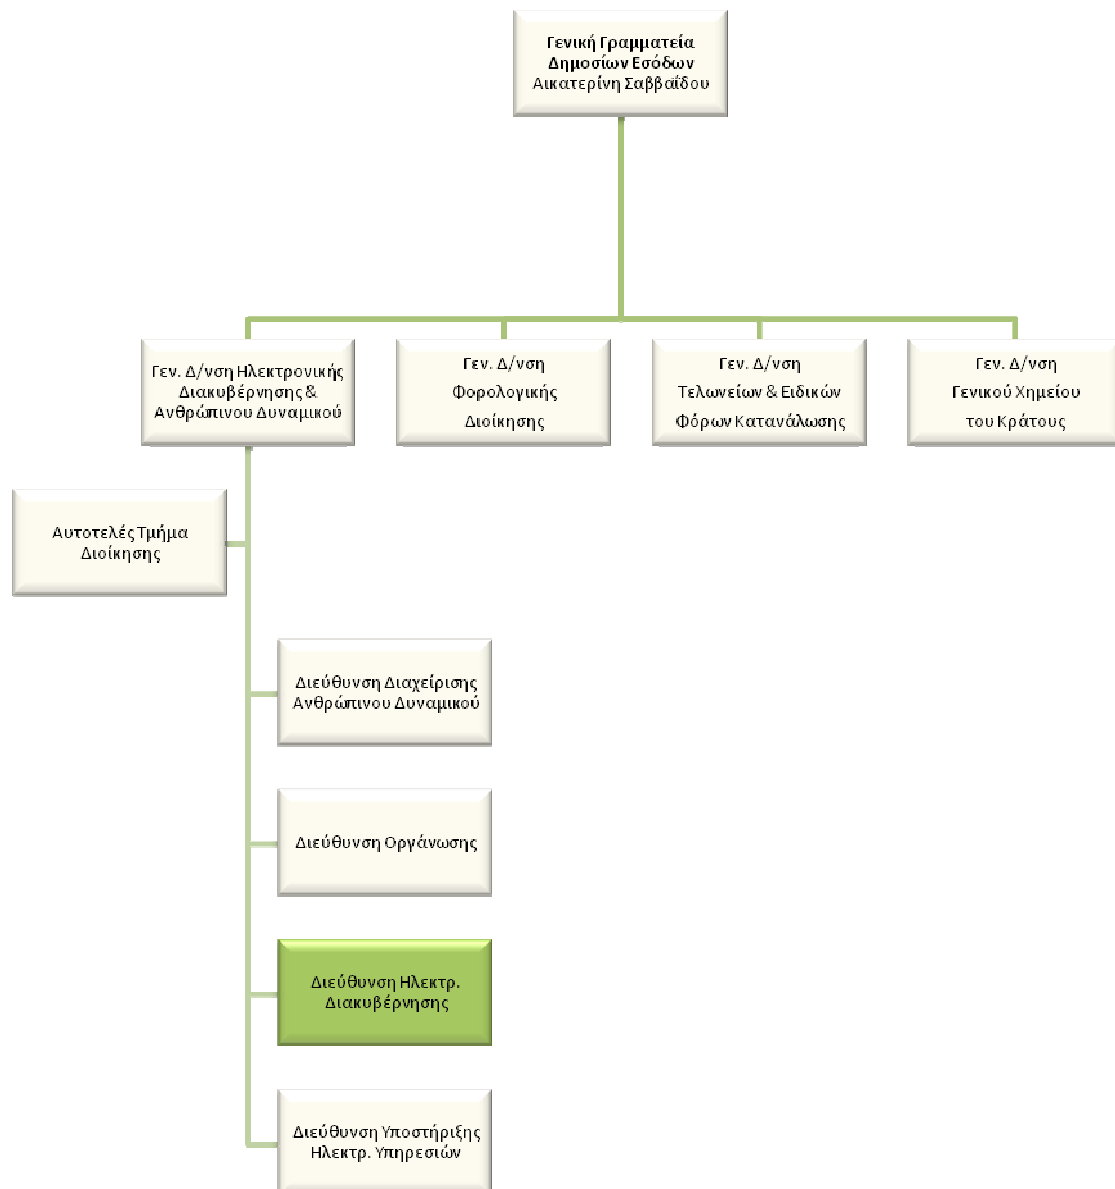 Γενική Γραμματεία
Δημοσίων Εσόδων
Αικατερίνη Σαββαΐδου
Γεν. Δ/νση Ηλεκτρονικής
Διακυβέρνησης &
Ανθρώπινου Δυναμικού
Γεν. Δ/νση
Φορολογικής
Διοίκησης
Γεν. Δ/νση
Τελωνείων & Ειδικών
Φόρων Κατανάλωσης
Γεν. Δ/νση
Γενικού Χημείου
του Κράτους
Αυτοτελές Τμήμα
Διοίκησης
Διεύθυνση Διαχείρισης
Ανθρώπινου Δυναμικού
Διεύθυνση Οργάνωσης
Διεύθυνση Ηλεκτρ.
Διακυβέρνησης
Διεύθυνση Υποστήριξης
Ηλεκτρ. Υπηρεσιών